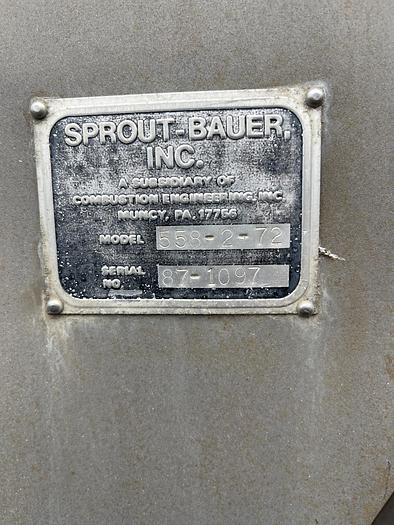 SPROUT-BAUER,
INC.
A SUBSIDIARY OF
COMBUSTION ENGINEERING, INC.
MUNCY, PA. 17756
MODEL 558-2-72
SERIAL
NO 87-1097